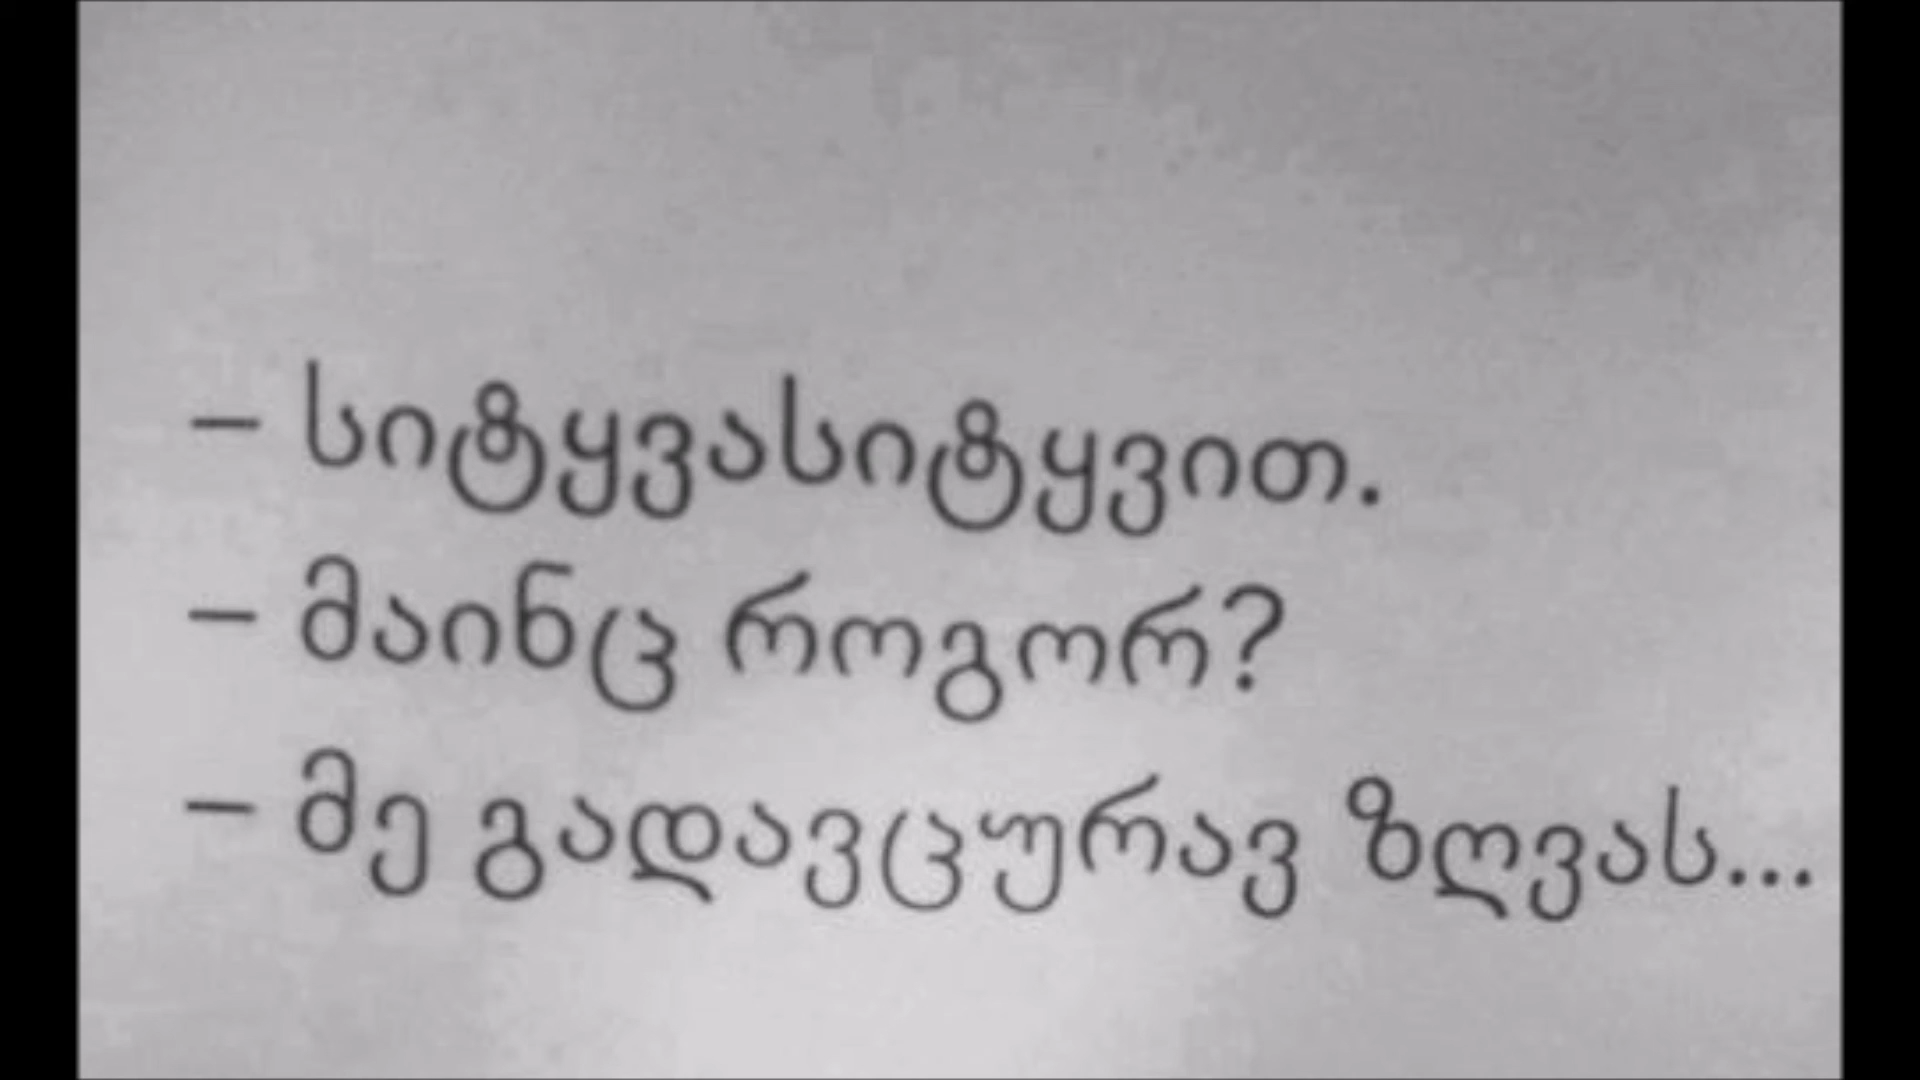 – სიტყვასიტყვით.
– მაინც როგორ?
– მე გადავცურავ ზღვას...